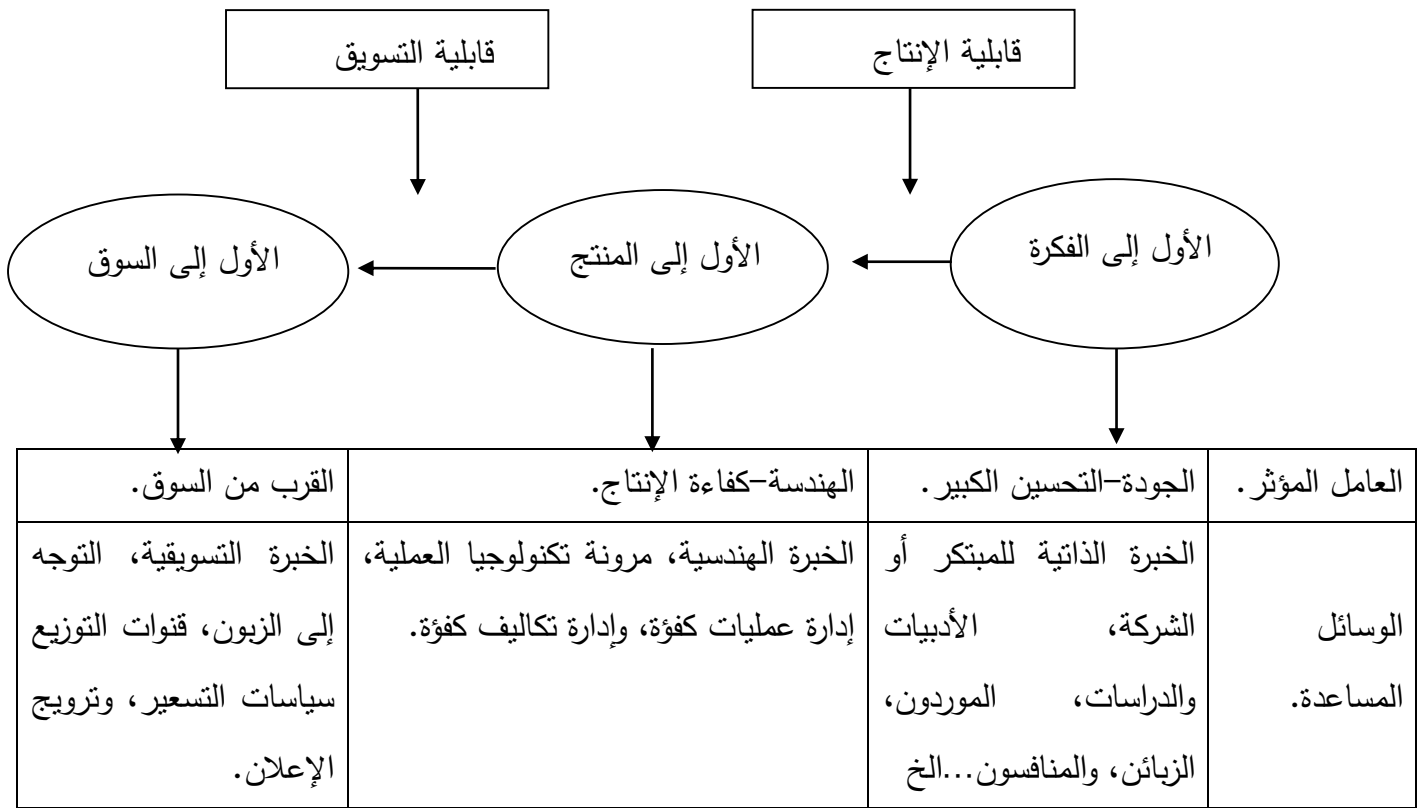 قابلية الإنتاج
قابلية التسويق
الأول إلى الفكرة
الأول إلى المنتج
الأول إلى السوق
العامل المؤثر.
الجودة–التحسين الكبير.
الهندسة–كفاءة الإنتاج.
القرب من السوق.
الوسائل
المساعدة.
الخبرة الذاتية للمبتكر أو
الشركة، الأدبيات
والدراسات، الموردون،
الزبائن، والمنافسون...الخ
الخبرة الهندسية، مرونة تكنولوجيا العملية،
إدارة عمليات كفؤة، وإدارة تكاليف كفؤة.
الخبرة التسويقية، التوجه
إلى الزبون، قنوات التوزيع
سياسات التسعير، وترويج
الإعلان.